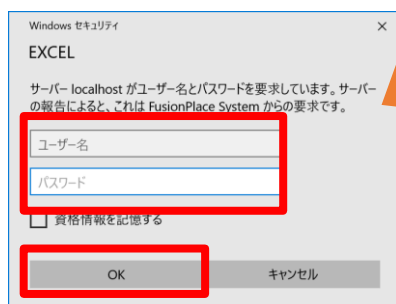 Windows セキュリティ
EXCEL
サーバー localhost がユーザー名とパスワードを要求しています。サーバー
の報告によると、これは FusionPlace System からの要求です。
ユーザー名
パスワード
資格情報を記憶する
OK
キャンセル